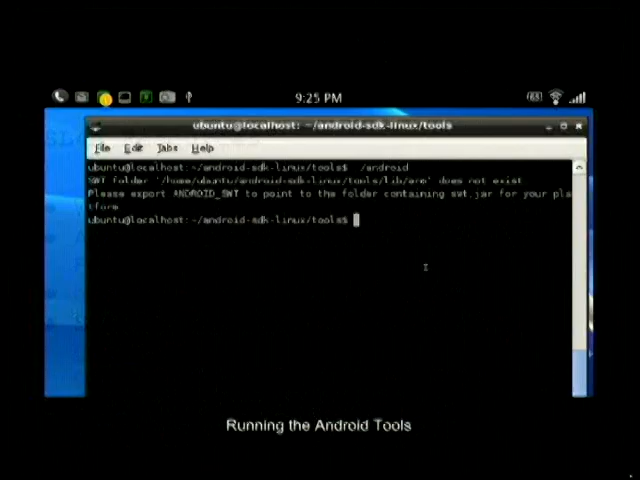 9:25 PM
ubuntu@localhost: ~/android-sdk-linux/tools
File Edit Tabs Help
ubuntu@localhost:~/android-sdk-linux/tools$ ./android
SWT folder '/home/ubuntu/android-sdk-linux/tools/lib/arm' does not exist
Please export ANDROID_SWT to point to the folder containing swt.jar for your pla
tform
ubuntu@localhost:~/android-sdk-linux/tools$
Running the Android Tools